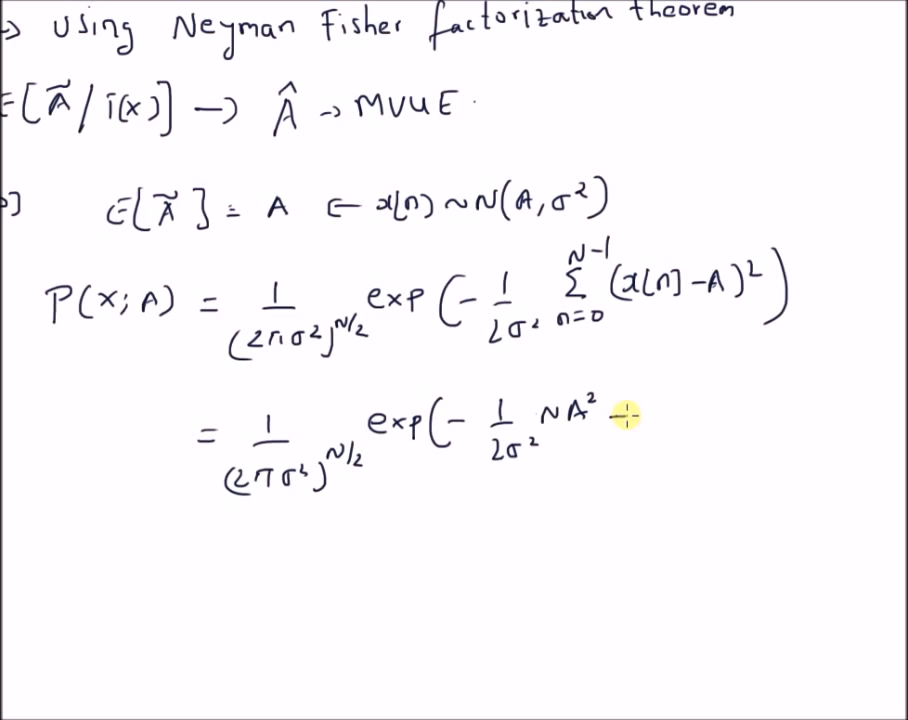 → Using Neyman Fisher factorization theorem
E[Ã/T(x)] → Â → MVUE.
E[Ã] = A ← x[n] ~ N(A, σ²)
P(x; A) = 1/(2πσ²)^N/2 exp(- 1/2σ² Σ n=0 N-1 (x[n] - A)²)
= 1/(2πσ²)^N/2 exp(- 1/2σ² NA² -